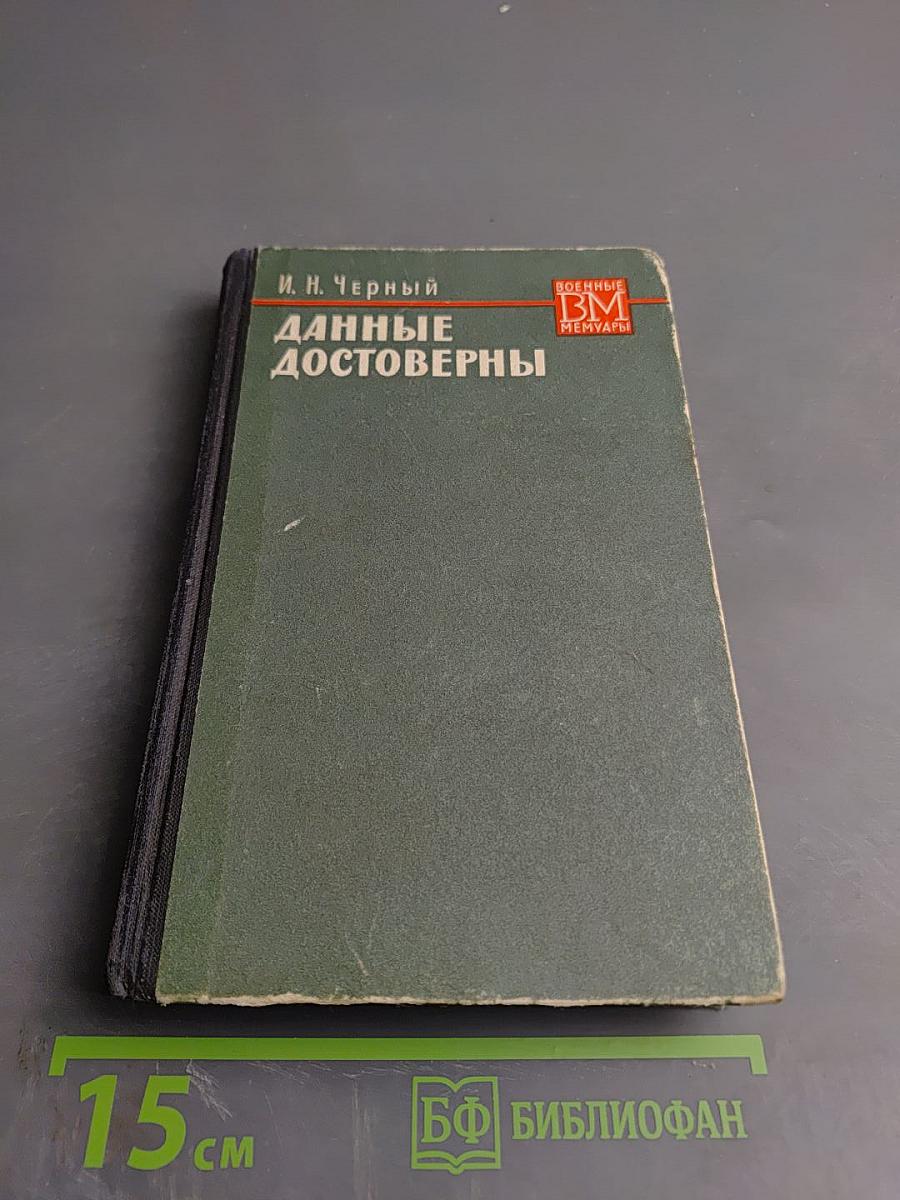 И. Н. Черный
ВОЕННЫЕ
ВМ
МЕМУАРЫ
ДАННЫЕ
ДОСТОВЕРНЫ
15 см
БФ БИБЛИОФАН